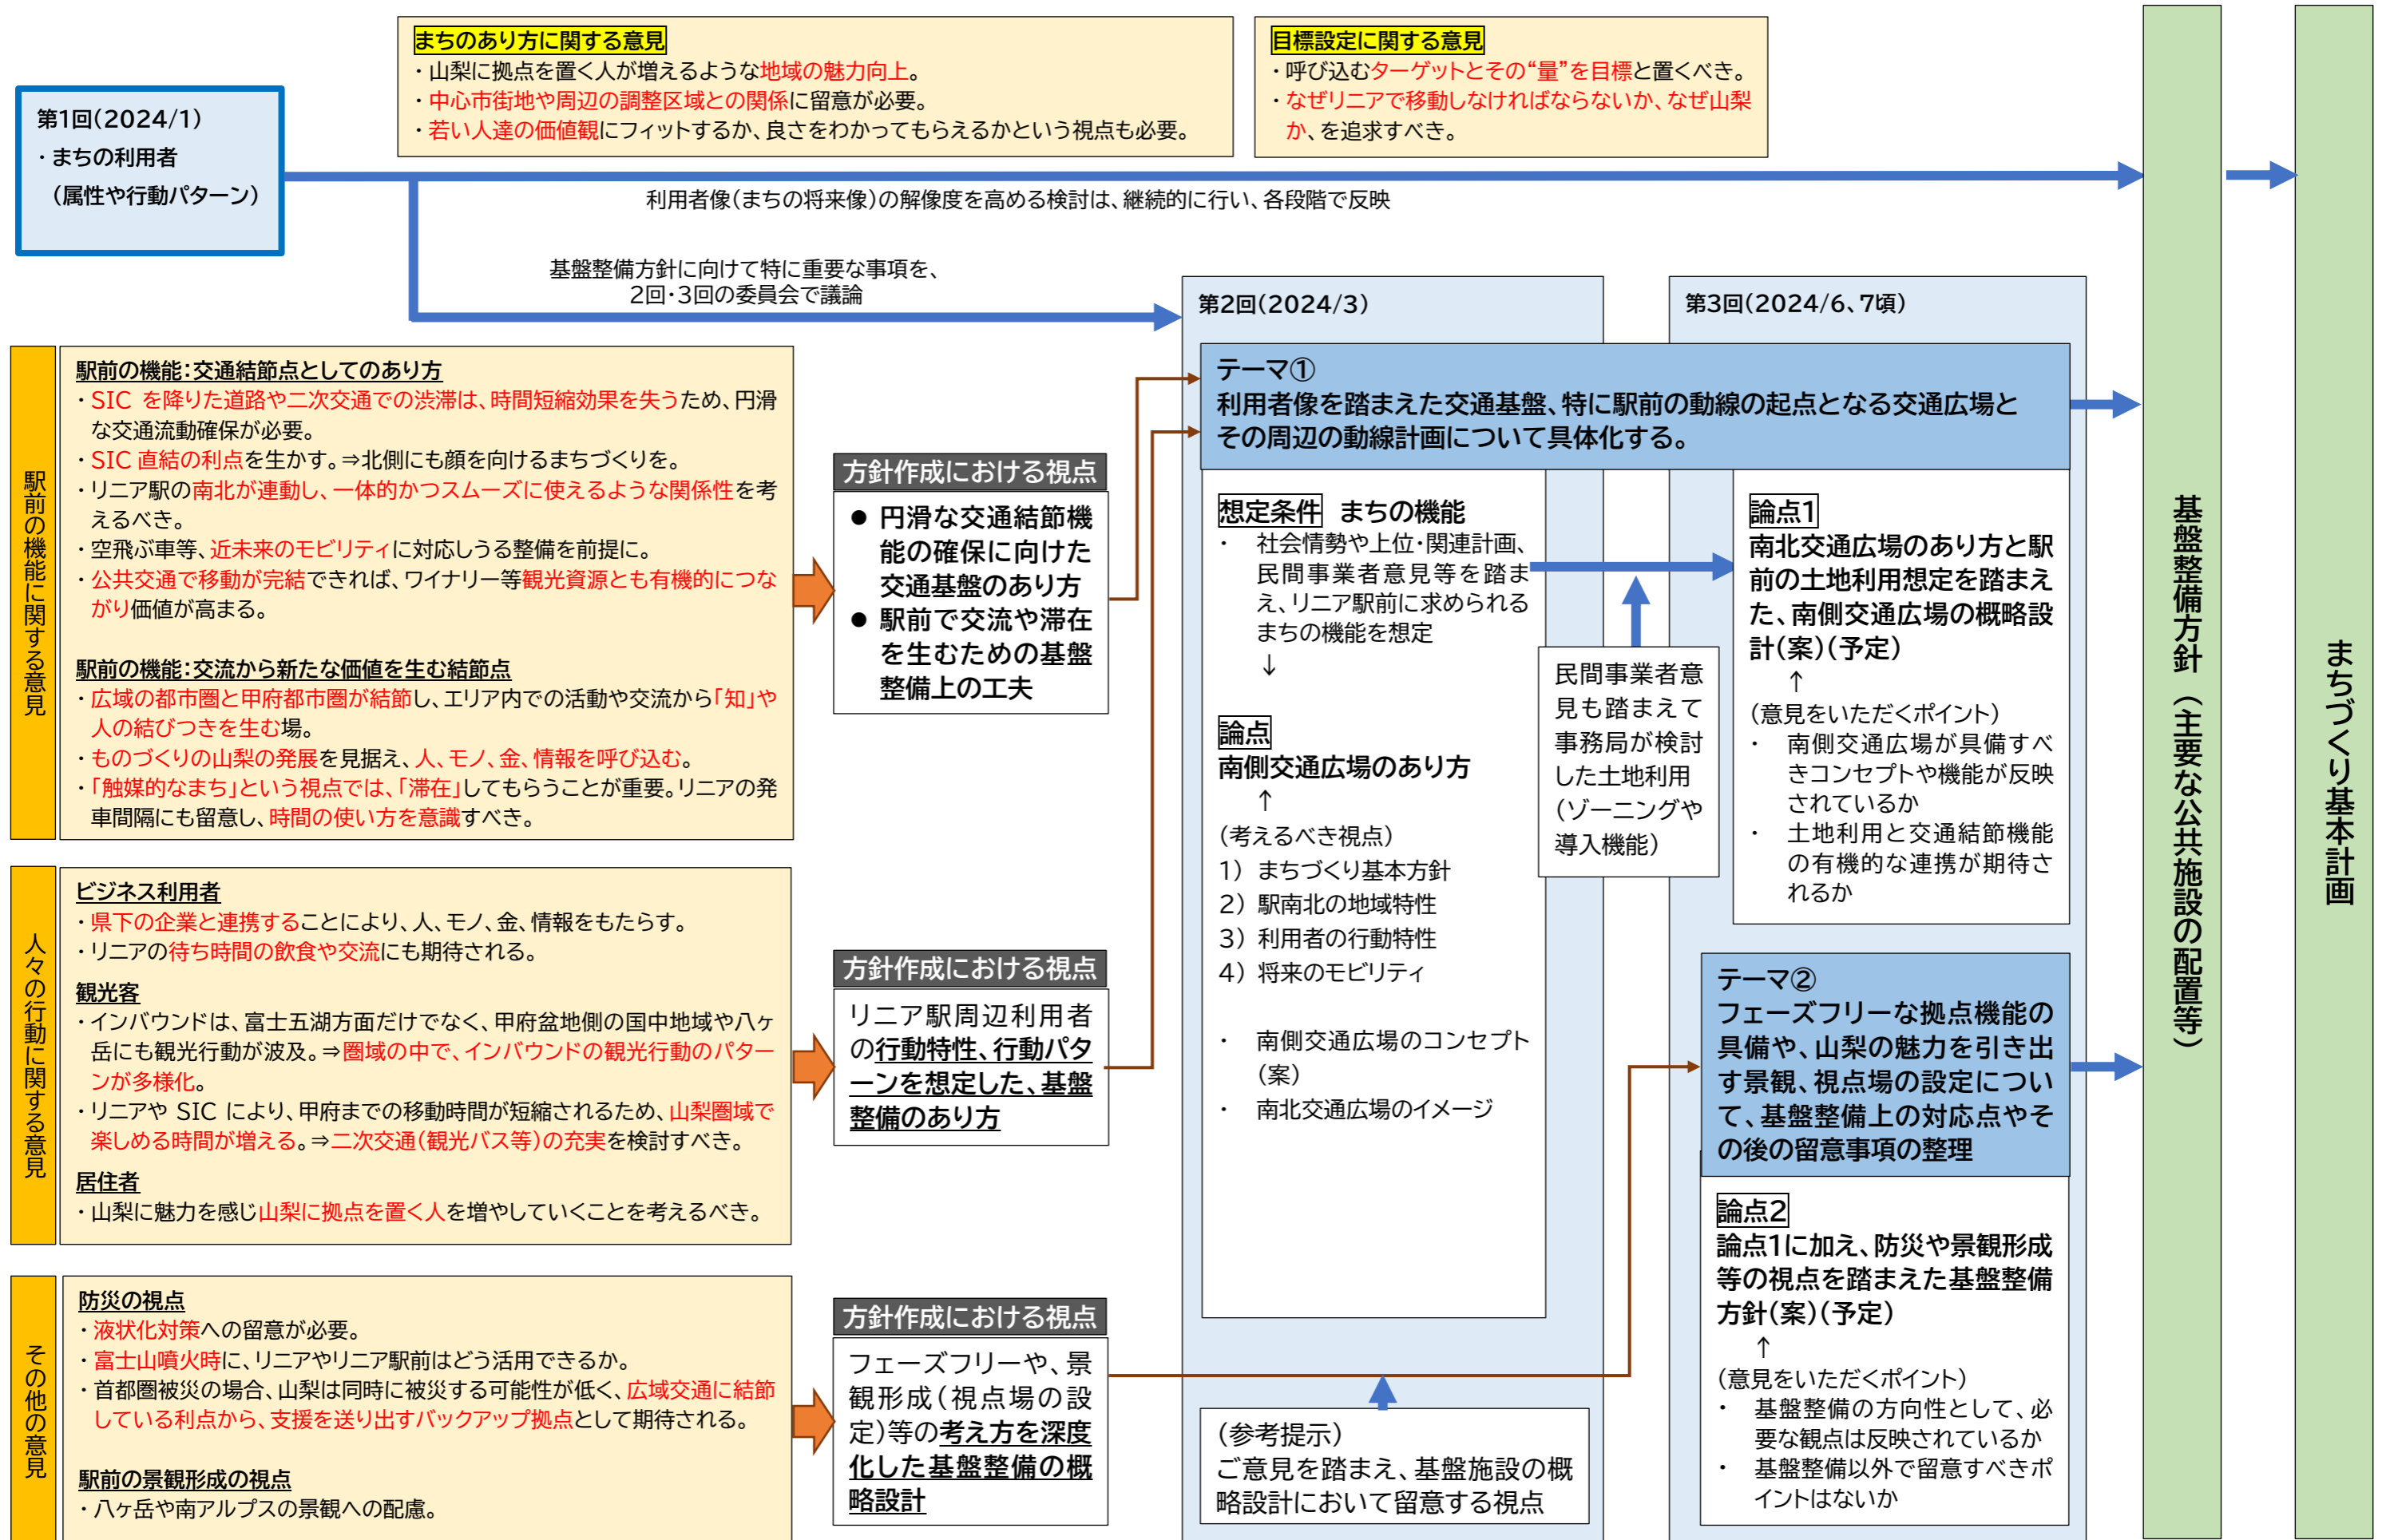 まちのあり方に関する意見
・山梨に拠点を置く人が増えるような地域の魅力向上。
・中心市街地や周辺の調整区域との関係に留意が必要。
・若い人達の価値観にフィットするか、良さをわかってもらえるかという視点も必要。
目標設定に関する意見
・呼び込むターゲットとその“量”を目標と置くべき。
・なぜリニアで移動しなければならないか、なぜ山梨
か、を追求すべき。
第1回(2024/1)
・まちの利用者
（属性や行動パターン）
利用者像(まちの将来像)の解像度を高める検討は、継続的に行い、各段階で反映
基盤整備方針に向けて特に重要な事項を、
2回・3回の委員会で議論
駅前の機能に関する意見
駅前の機能：交通結節点としてのあり方
・SIC を降りた道路や二次交通での渋滞は、時間短縮効果を失うため、円滑
な交通流動確保が必要。
・SIC 直結の利点を生かす。⇒北側にも顔を向けるまちづくりを。
・リニア駅の南北が連動し、一体的かつスムーズに使えるような関係性を考
えるべき。
・空飛ぶ車等、近未来のモビリティに対応しうる整備を前提に。
・公共交通で移動が完結できれば、ワイナリー等観光資源とも有機的につな
がり価値が高まる。
駅前の機能：交流から新たな価値を生む結節点
・広域の都市圏と甲府都市圏が結節し、エリア内での活動や交流から「知」や
人の結びつきを生む場。
・ものづくりの山梨の発展を見据え、人、モノ、金、情報を呼び込む。
・「触媒的なまち」という視点では、「滞在」してもらうことが重要。リニアの発
車間隔にも留意し、時間の使い方を意識すべき。
方針作成における視点
● 円滑な交通結節機
能の確保に向けた
交通基盤のあり方
● 駅前で交流や滞在
を生むための基盤
整備上の工夫
人々の行動に関する意見
ビジネス利用者
・県下の企業と連携することにより、人、モノ、金、情報をもたらす。
・リニアの待ち時間の飲食や交流にも期待される。
観光客
・インバウンドは、富士五湖方面だけでなく、甲府盆地側の国中地域や八ヶ
岳にも観光行動が波及。⇒圏域の中で、インバウンドの観光行動のパター
ンが多様化。
・リニアや SIC により、甲府までの移動時間が短縮されるため、山梨圏域で
楽しめる時間が増える。⇒二次交通(観光バス等)の充実を検討すべき。
居住者
・山梨に魅力を感じ山梨に拠点を置く人を増やしていくことを考えるべき。
方針作成における視点
リニア駅周辺利用者
の行動特性、行動パタ
ーンを想定した、基盤
整備のあり方
その他の意見
防災の視点
・液状化対策への留意が必要。
・富士山噴火時に、リニアやリニア駅前はどう活用できるか。
・首都圏被災の場合、山梨は同時に被災する可能性が低く、広域交通に結節
している利点から、支援を送り出すバックアップ拠点として期待される。
駅前の景観形成の視点
・八ヶ岳や南アルプスの景観への配慮。
方針作成における視点
フェーズフリーや、景
観形成(視点場の設
定)等の考え方を深度
化した基盤整備の概
略設計
第2回(2024/3)
第3回(2024/6、7頃)
テーマ①
利用者像を踏まえた交通基盤、特に駅前の動線の起点となる交通広場と
その周辺の動線計画について具体化する。
想定条件 まちの機能
・ 社会情勢や上位・関連計画、
民間事業者意見等を踏ま
え、リニア駅前に求められる
まちの機能を想定
↓
論点
南側交通広場のあり方
↑
(考えるべき視点)
1) まちづくり基本方針
2) 駅南北の地域特性
3) 利用者の行動特性
4) 将来のモビリティ
・ 南側交通広場のコンセプト
(案)
・ 南北交通広場のイメージ
(参考提示)
ご意見を踏まえ、基盤施設の概
略設計において留意する視点
民間事業者意
見も踏まえて
事務局が検討
した土地利用
(ゾーニングや
導入機能)
論点1
南北交通広場のあり方と駅
前の土地利用想定を踏まえ
た、南側交通広場の概略設
計(案)(予定)
↑
(意見をいただくポイント)
・ 南側交通広場が具備すべ
きコンセプトや機能が反映
されているか
・ 土地利用と交通結節機能
の有機的な連携が期待さ
れるか
テーマ②
フェーズフリーな拠点機能の
具備や、山梨の魅力を引き出
す景観、視点場の設定につい
て、基盤整備上の対応点やそ
の後の留意事項の整理
論点2
論点1に加え、防災や景観形成
等の視点を踏まえた基盤整備
方針(案)(予定)
↑
(意見をいただくポイント)
・ 基盤整備の方向性として、必
要な観点は反映されているか
・ 基盤整備以外で留意すべきポ
イントはないか
基盤整備方針（主要な公共施設の配置等）
まちづくり基本計画